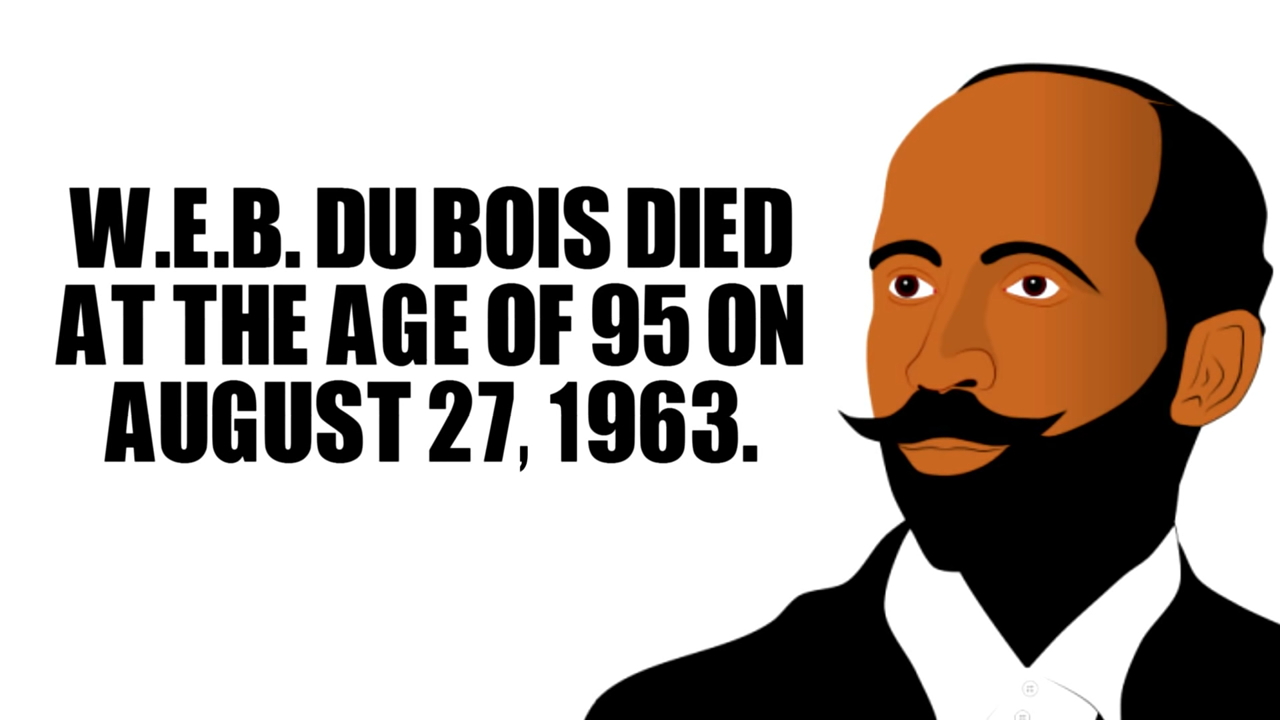 W.E.B. DU BOIS DIED
AT THE AGE OF 95 ON
AUGUST 27, 1963.